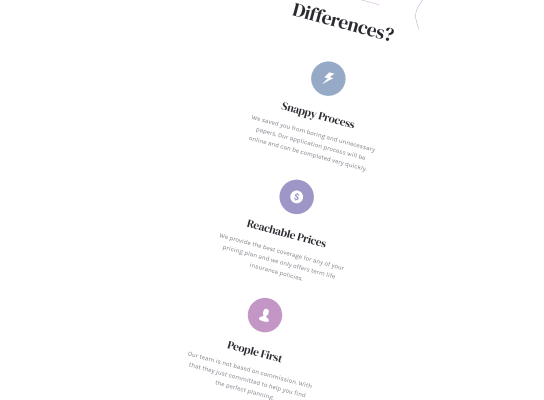 Differences?
Snappy Process
We saved you from boring and unnecessary
papers. Our application process will be
online and can be completed very quickly.
$
Reachable Prices
We provide the best coverage for any of your
pricing plan and we only offers term life
insurance policies.
People First
Our team is not based on commission. With
that they just committed to help you find
the perfect planning.